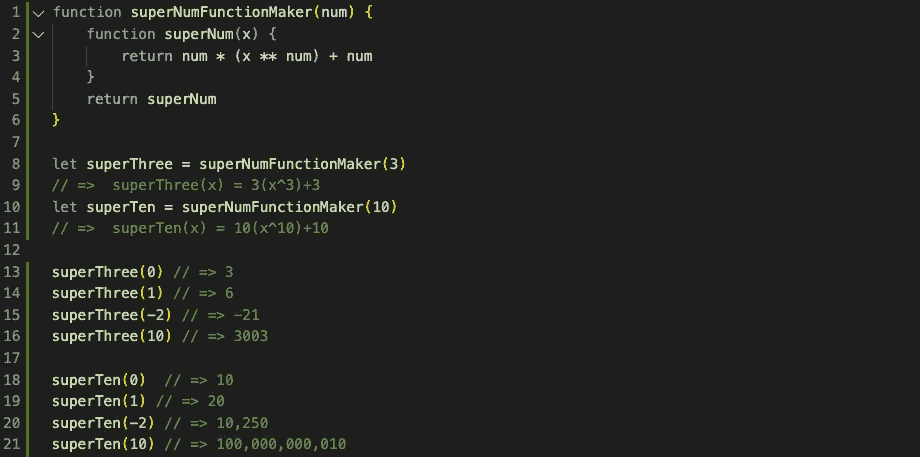 1 function superNumFunctionMaker(num) {
2     function superNum(x) {
3         return num * (x ** num) + num
4     }
5     return superNum
6 }
7
8 let superThree = superNumFunctionMaker(3)
9 // =>  superThree(x) = 3(x^3)+3
10 let superTen = superNumFunctionMaker(10)
11 // =>  superTen(x) = 10(x^10)+10
12
13 superThree(0) // => 3
14 superThree(1) // => 6
15 superThree(-2) // => -21
16 superThree(10) // => 3003
17
18 superTen(0)  // => 10
19 superTen(1) // => 20
20 superTen(-2) // => 10,250
21 superTen(10) // => 100,000,000,010